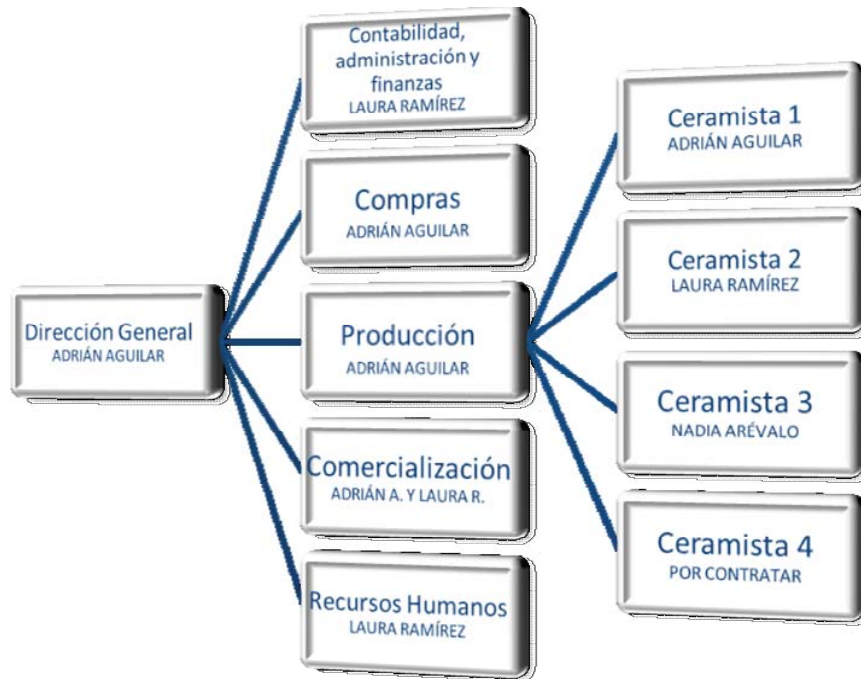 Dirección General
ADRIÁN AGUILAR
Contabilidad,
administración y
finanzas
LAURA RAMÍREZ
Compras
ADRIÁN AGUILAR
Producción
ADRIÁN AGUILAR
Comercialización
ADRIÁN A. Y LAURA R.
Recursos Humanos
LAURA RAMÍREZ
Ceramista 1
ADRIÁN AGUILAR
Ceramista 2
LAURA RAMÍREZ
Ceramista 3
NADIA ARÉVALO
Ceramista 4
POR CONTRATAR